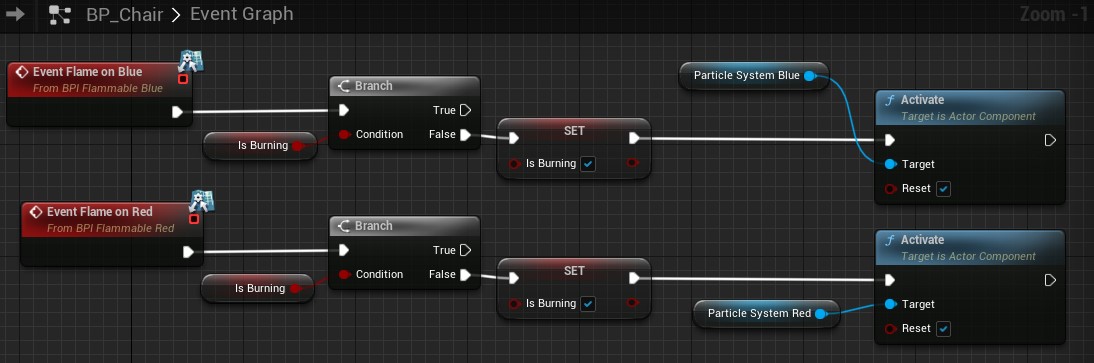 BP_Chair > Event Graph
Zoom -1
Event Flame on Blue
From BPI Flammable Blue
Is Burning
Branch
True
Condition
False
SET
Is Burning
Particle System Blue
Activate
Target is Actor Component
Target
Reset
Event Flame on Red
From BPI Flammable Red
Is Burning
Branch
True
Condition
False
SET
Is Burning
Particle System Red
Activate
Target is Actor Component
Target
Reset